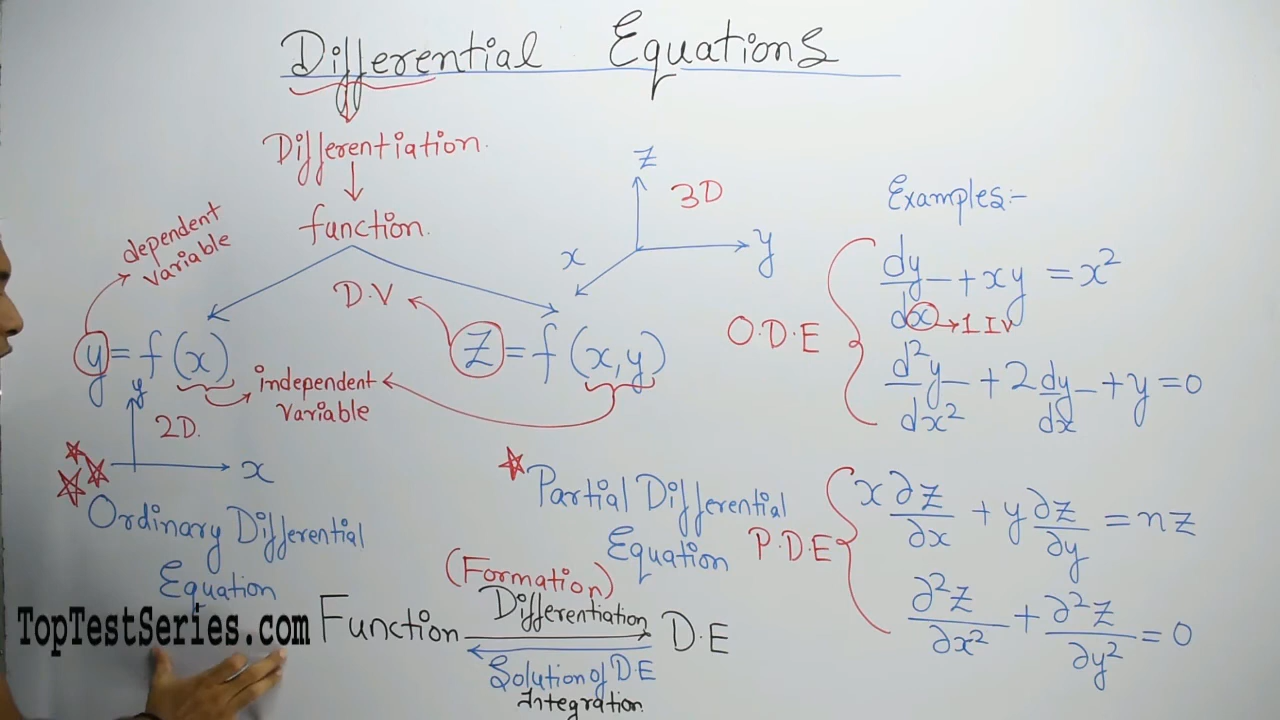 Differential Equations
Differentiation
function
dependent
variable
y = f(x)
independent
variable
y
2D.
x
Ordinary Differential
Equation
D.V
z = f(x,y)
z
3D
y
x
Partial Differential
Equation
Examples:-
O.D.E
dy/dx + xy = x²
1 IV
d²y/dx² + 2dy/dx + y = 0
P.D.E
x ∂z/∂x + y ∂z/∂y = nz
∂²z/∂x² + ∂²z/∂y² = 0
(Formation)
Differentiation
Function D.E
Solution of D.E
Integration.
TopTestSeries.com